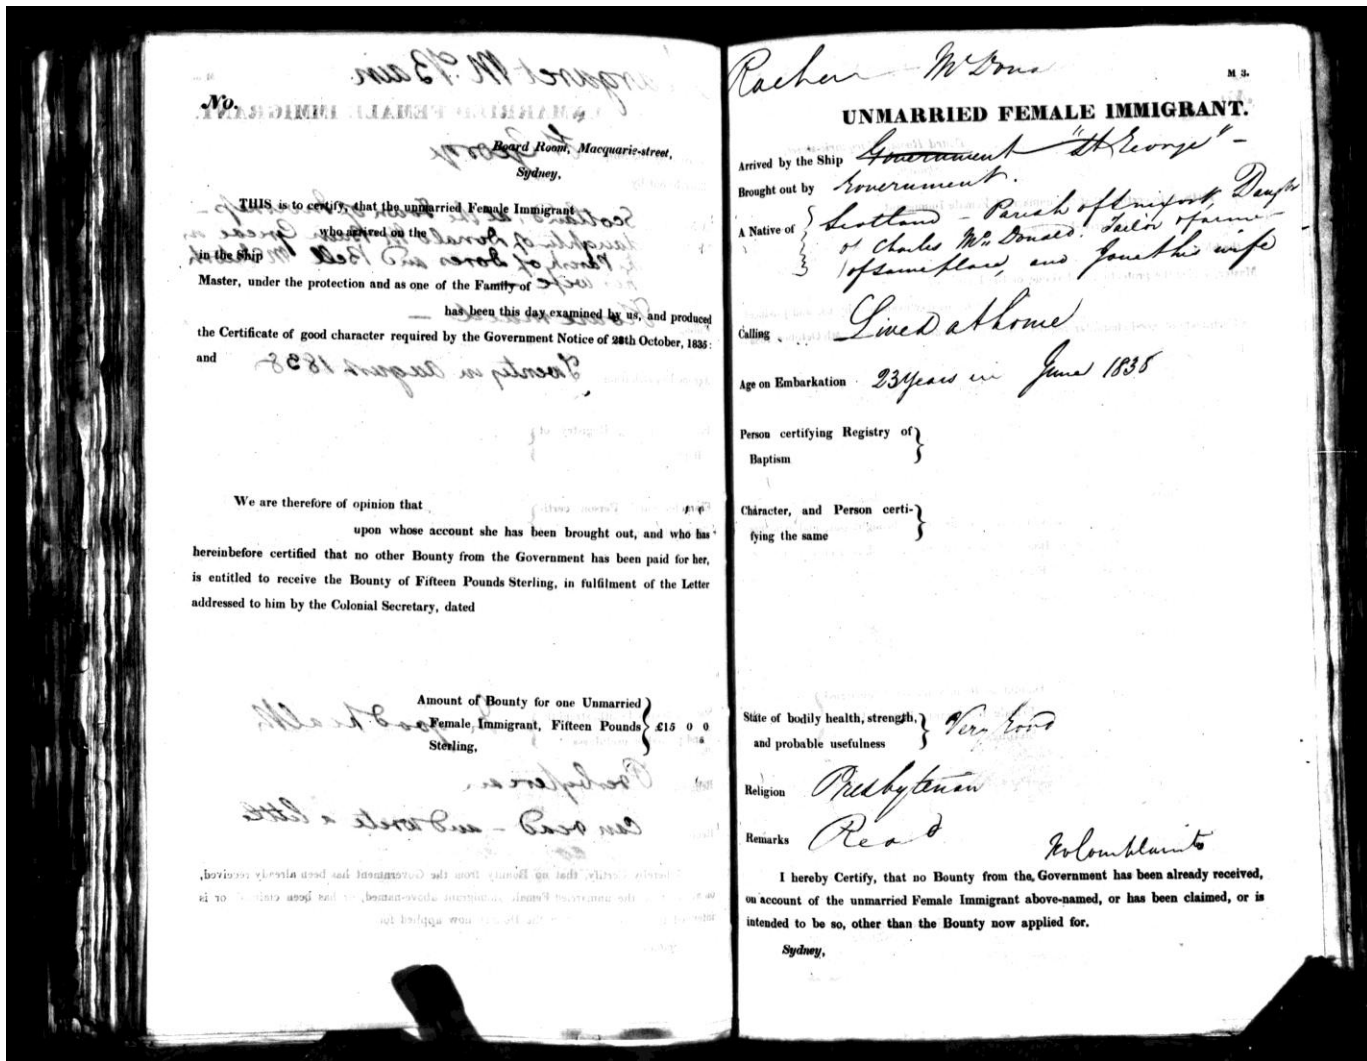 No.
Board Room, Macquarie-street,
Sydney,
THIS is to certify, that the unmarried Female Immigrant
who arrived on the
in the Ship
Master, under the protection and as one of the Family of
has been this day examined by us, and produced
the Certificate of good character required by the Government Notice of 28th October, 1835:
and
We are therefore of opinion that
upon whose account she has been brought out, and who has
hereinbefore certified that no other Bounty from the Government has been paid for her,
is entitled to receive the Bounty of Fifteen Pounds Sterling, in fulfilment of the Letter
addressed to him by the Colonial Secretary, dated
Amount of Bounty for one Unmarried
Female Immigrant, Fifteen Pounds £15 0 0
Sterling,
Mc Dona
M 3.
UNMARRIED FEMALE IMMIGRANT.
Arrived by the Ship Government "St George" -
Brought out by Government.
A Native of Scotland - Parish of Daught
of Charles McDonald. Tailor & farmer
of same place, and Jane his wife
Calling Lived at home
Age on Embarkation 23 years in June 1838
Person certifying Registry of
Baptism
Character, and Person certi-
fying the same
State of bodily health, strength,
and probable usefulness Very Good
Religion Presbyterian
Remarks Read
No Complaints
I hereby Certify, that no Bounty from the Government has been already received,
on account of the unmarried Female Immigrant above-named, or has been claimed, or is
intended to be so, other than the Bounty now applied for.
Sydney,